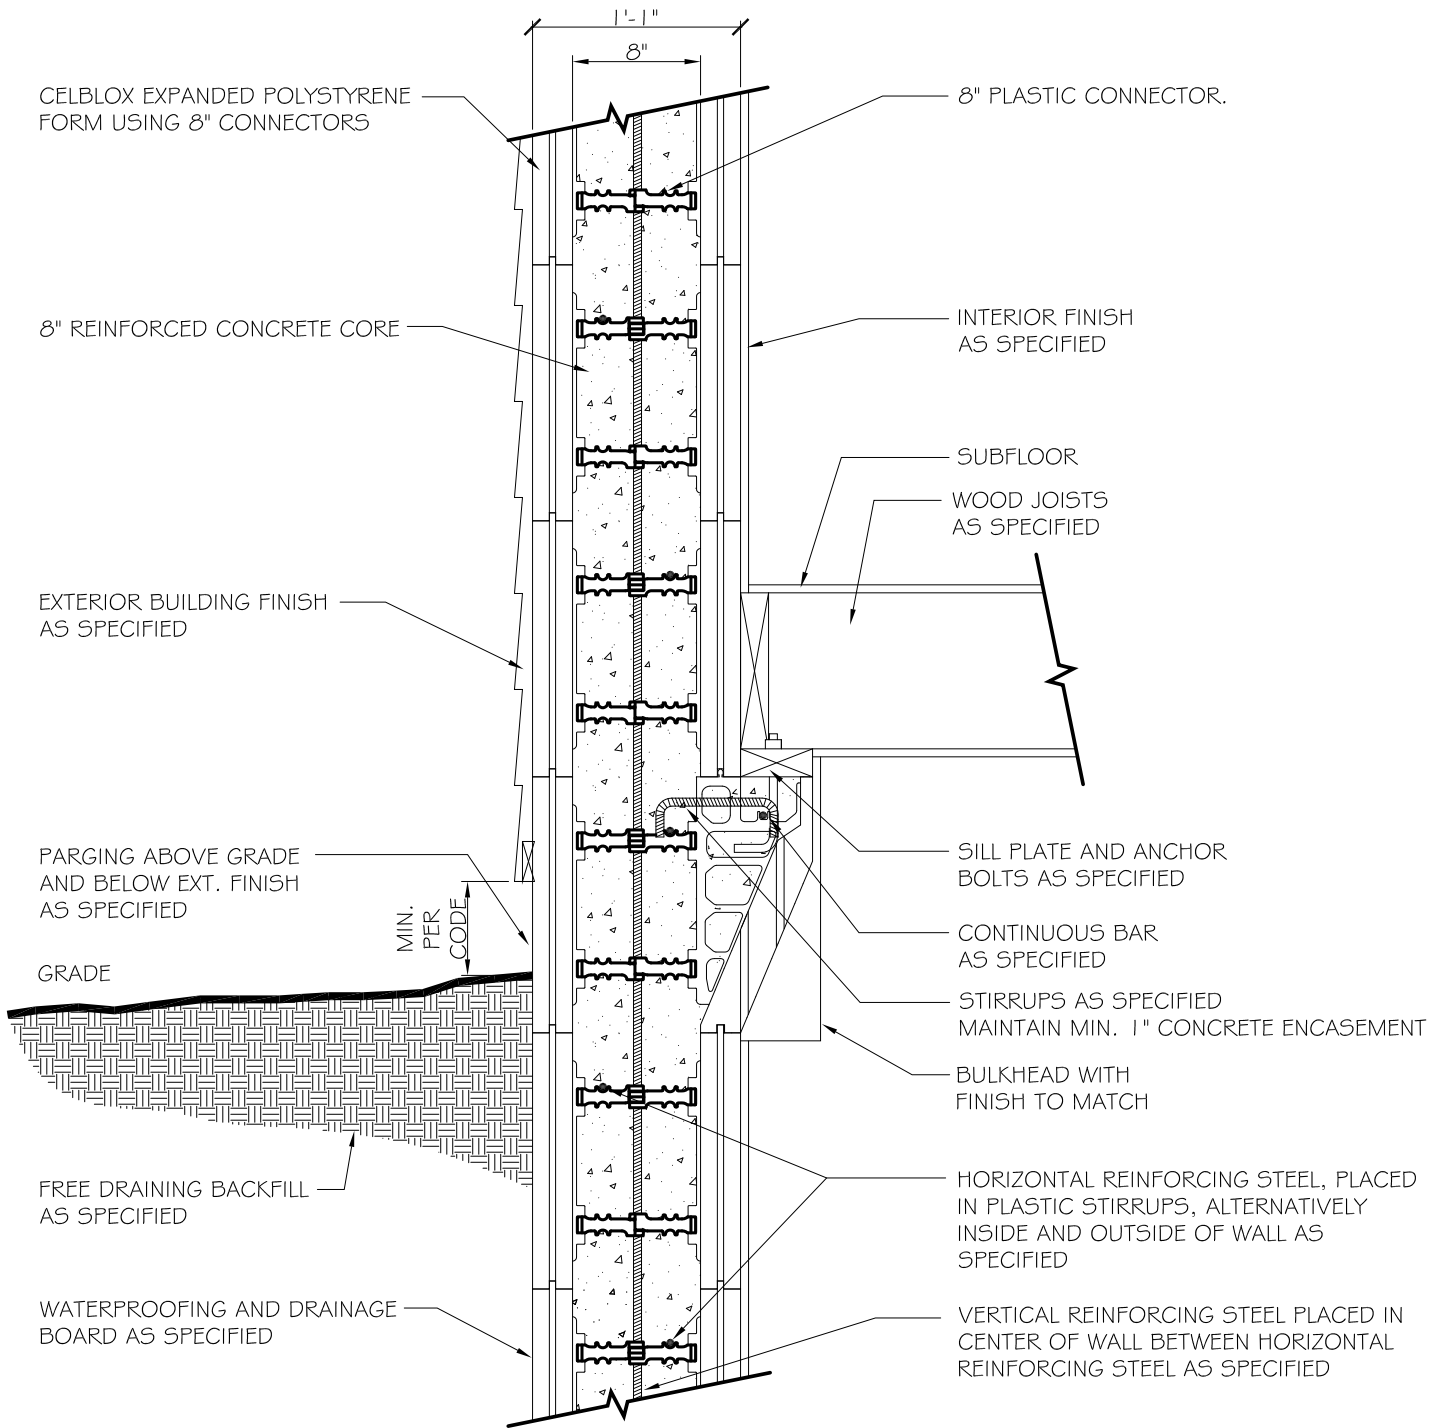 1'-1"
8"
CELBLOX EXPANDED POLYSTYRENE
FORM USING 8" CONNECTORS
8" PLASTIC CONNECTOR.
8" REINFORCED CONCRETE CORE
INTERIOR FINISH
AS SPECIFIED
SUBFLOOR
WOOD JOISTS
AS SPECIFIED
EXTERIOR BUILDING FINISH
AS SPECIFIED
PARGING ABOVE GRADE
AND BELOW EXT. FINISH
AS SPECIFIED
MIN.
PER
CODE
SILL PLATE AND ANCHOR
BOLTS AS SPECIFIED
CONTINUOUS BAR
AS SPECIFIED
GRADE
STIRRUPS AS SPECIFIED
MAINTAIN MIN. 1" CONCRETE ENCASEMENT
BULKHEAD WITH
FINISH TO MATCH
FREE DRAINING BACKFILL
AS SPECIFIED
HORIZONTAL REINFORCING STEEL, PLACED
IN PLASTIC STIRRUPS, ALTERNATIVELY
INSIDE AND OUTSIDE OF WALL AS
SPECIFIED
WATERPROOFING AND DRAINAGE
BOARD AS SPECIFIED
VERTICAL REINFORCING STEEL PLACED IN
CENTER OF WALL BETWEEN HORIZONTAL
REINFORCING STEEL AS SPECIFIED